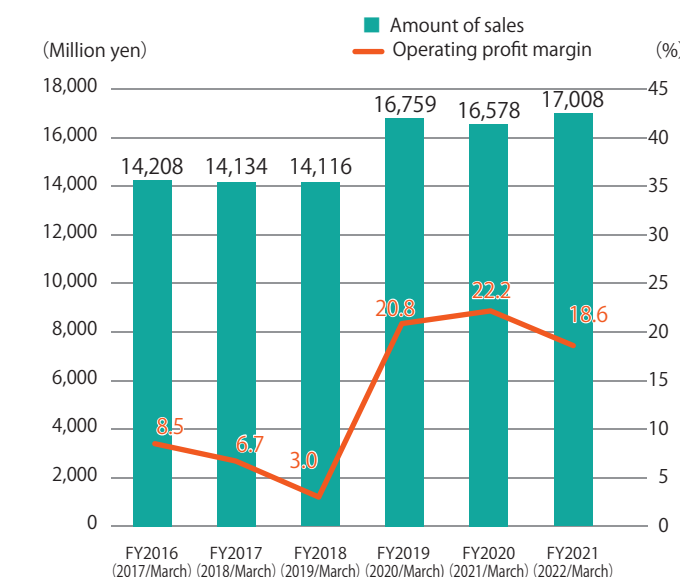 Amount of sales
(Million yen)
Operating profit margin
(%)
18,000
45
16,000
40
14,000
35
12,000
30
10,000
25
8,000
20
6,000
15
4,000
10
2,000
5
0
0
14,208
14,134
14,116
16,759
16,578
17,008
8.5
6.7
3.0
20.8
22.2
18.6
FY2016
(2017/March)
FY2017
(2018/March)
FY2018
(2019/March)
FY2019
(2020/March)
FY2020
(2021/March)
FY2021
(2022/March)